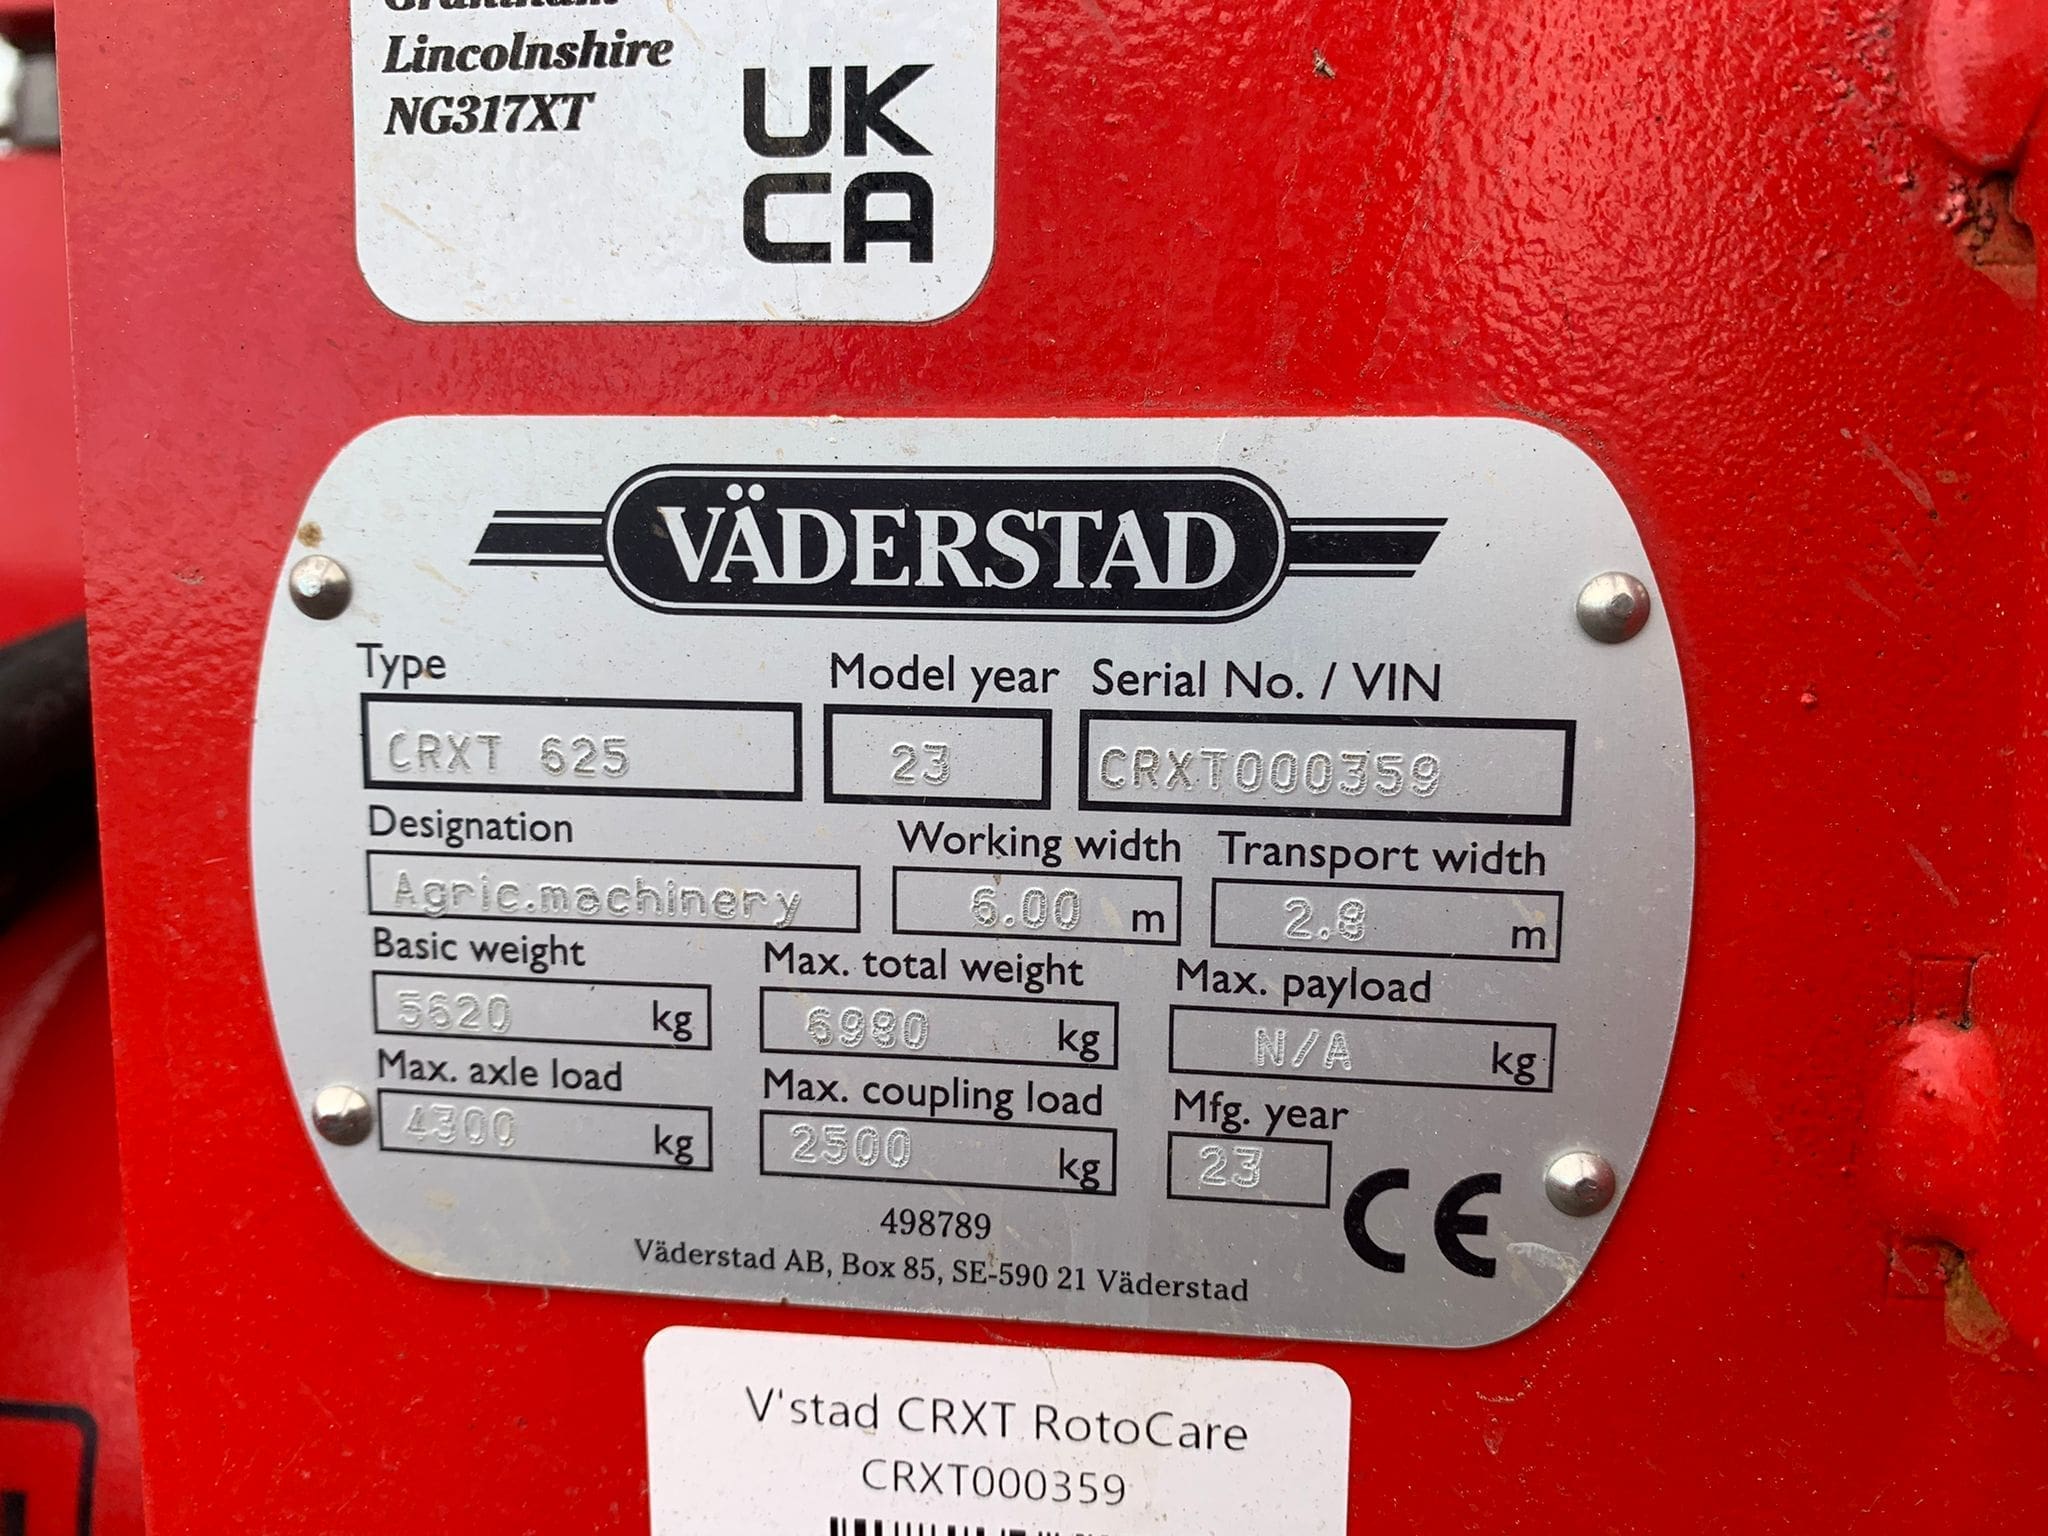 Lincolnshire
NG317XT
UK
CA
VÄDERSTAD
Type Model year Serial No. / VIN
CRXT 625 23 CRXT000359
Designation Working width Transport width
Agric.machinery 6.00 m 2.8 m
Basic weight Max. total weight Max. payload
5620 kg 6980 kg N/A kg
Max. axle load Max. coupling load Mfg. year
4300 kg 2500 kg 23
CE
498789
Väderstad AB, Box 85, SE-590 21 Väderstad
V'stad CRXT RotoCare
CRXT000359